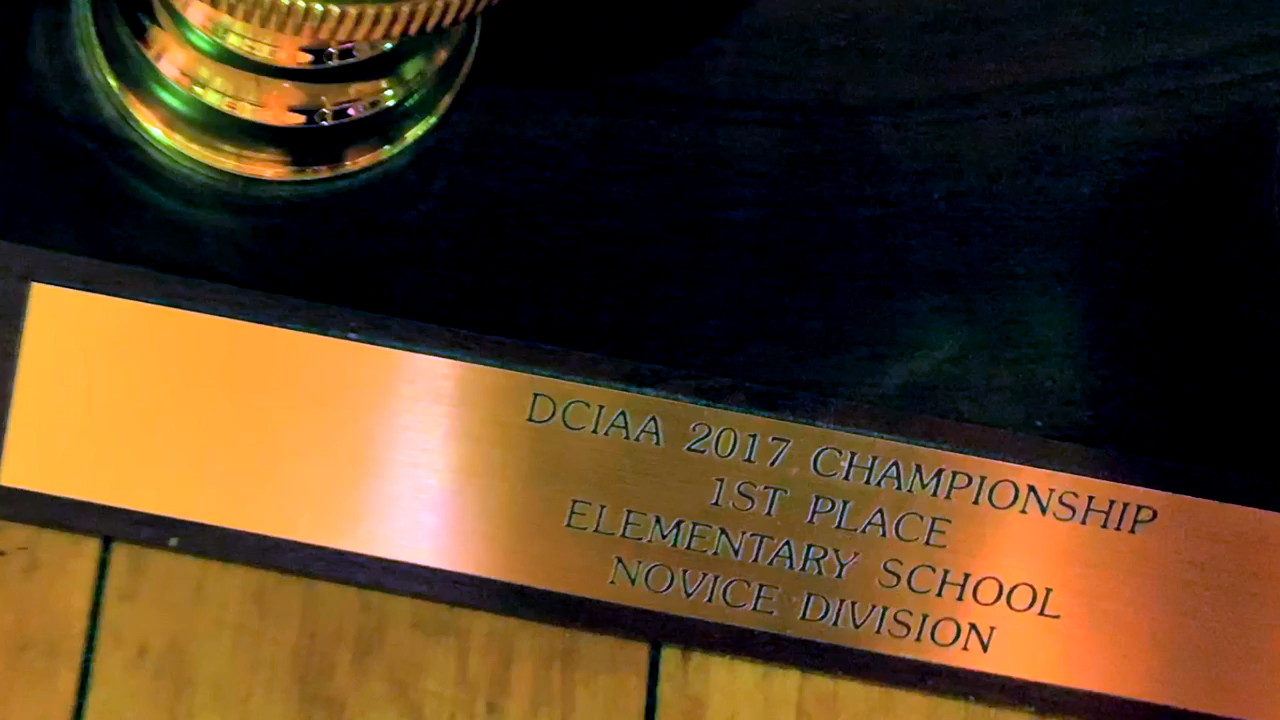 DCIAA 2017 CHAMPIONSHIP
1ST PLACE
ELEMENTARY SCHOOL
NOVICE DIVISION